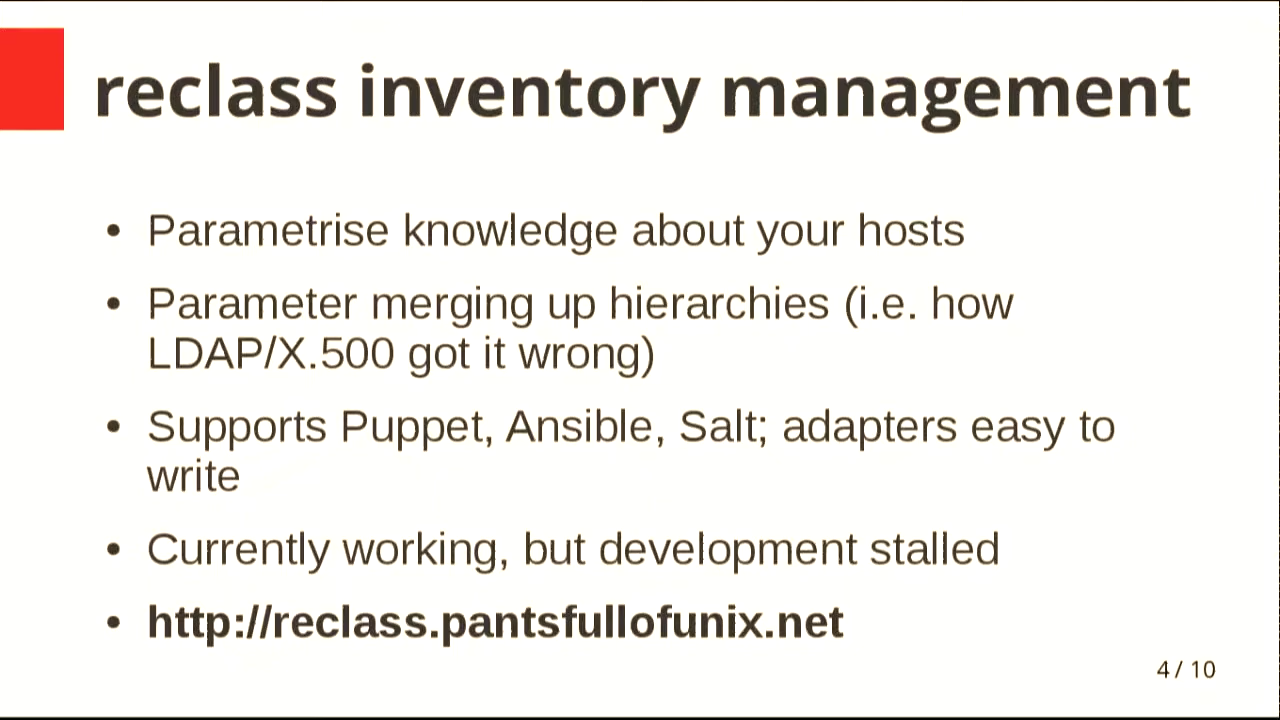 reclass inventory management
• Parametrise knowledge about your hosts
• Parameter merging up hierarchies (i.e. how
LDAP/X.500 got it wrong)
• Supports Puppet, Ansible, Salt; adapters easy to
write
• Currently working, but development stalled
• http://reclass.pantsfullofunix.net
4 / 10